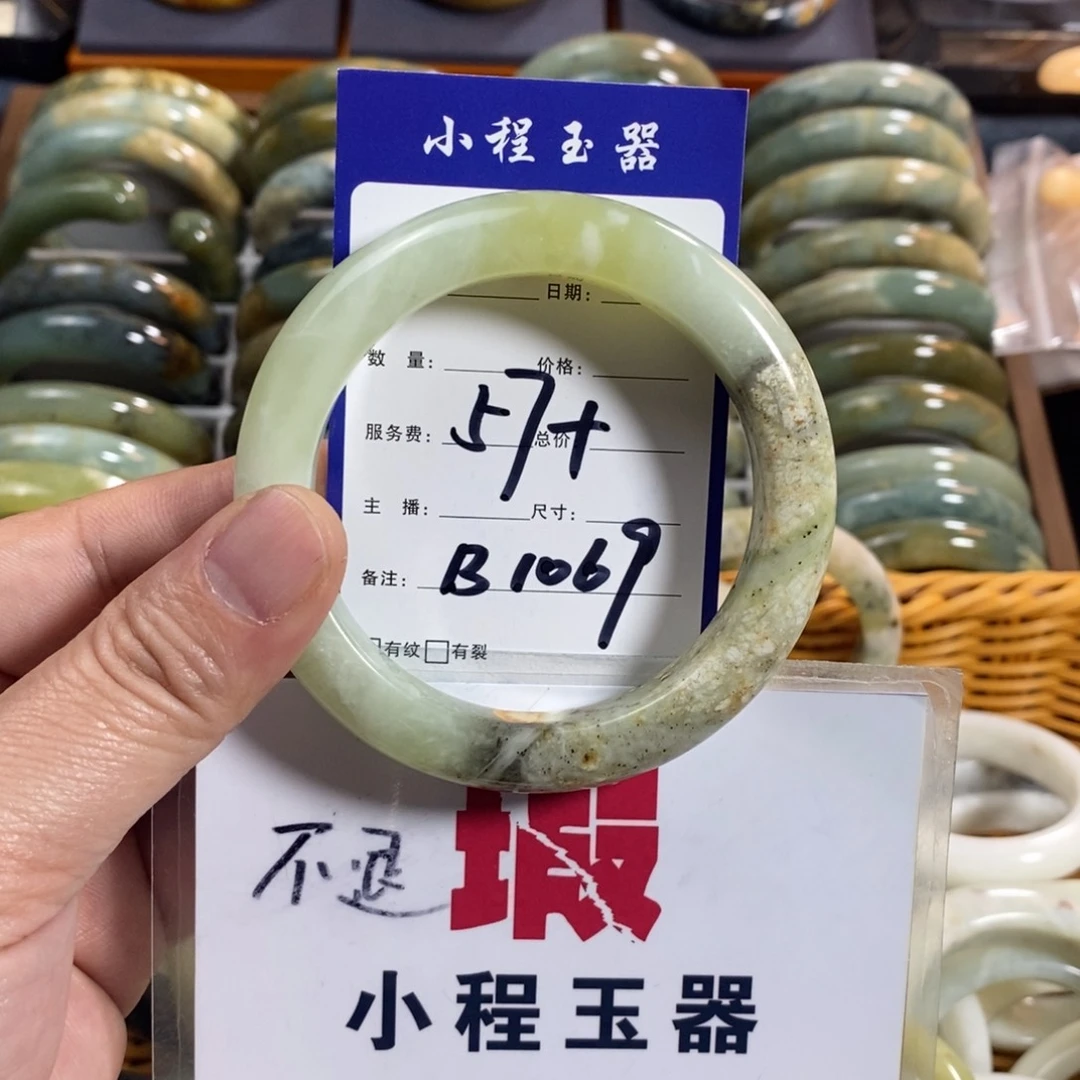 小程玉器
日期：
数 量： 价格：
57+
服务费： 总价
主 播： 尺寸：
B1069
备注：
有纹 有裂
不退 瑕
小程玉器